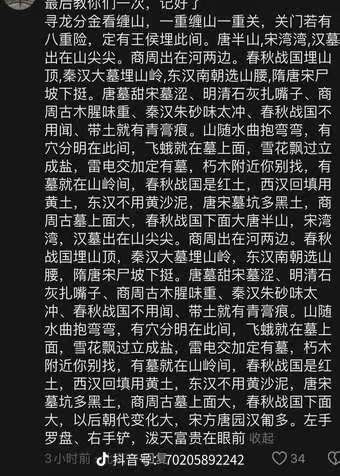 最后教你们一次，记好了
寻龙分金看缠山，一重缠山一重关，关门若有
八重险，定有王侯埋此间。唐半山,宋湾湾,汉墓
出在山尖尖。商周出在河两边。春秋战国埋山
顶,秦汉大墓埋山岭,东汉南朝选山腰,隋唐宋尸
坡下挺。唐墓甜宋墓涩、明清石灰扎嘴子、商
周古木腥味重、秦汉朱砂味太冲、春秋战国不
用闻、带土就有青膏痕。山随水曲抱弯弯，有
穴分明在此间，飞蛾就在墓上面，雪花飘过立
成盐，雷电交加定有墓，朽木附近你别找，有
墓就在山岭间，春秋战国是红土，西汉回填用
黄土，东汉不用黄沙泥，唐宋墓坑多黑土，商
周古墓上面大，春秋战国下面大唐半山，宋湾
湾，汉墓出在山尖尖。商周出在河两边。春秋
战国埋山顶，秦汉大墓埋山岭，东汉南朝选山
腰，隋唐宋尸坡下挺。唐墓甜宋墓涩、明清石
灰扎嘴子、商周古木腥味重、秦汉朱砂味太
冲、春秋战国不用闻、带土就有青膏痕。山随
水曲抱弯弯，有穴分明在此间，飞蛾就在墓上
面，雪花飘过立成盐，雷电交加定有墓，朽木
附近你别找，有墓就在山岭间，春秋战国是红
土，西汉回填用黄土，东汉不用黄沙泥，唐宋
墓坑多黑土，商周古墓上面大，春秋战国下面
大，以后朝代变化大，宋方唐园汉葡多。左手
罗盘、右手铲，泼天富贵在眼前 收起
3小时前 回复 34
抖音号：70205892242